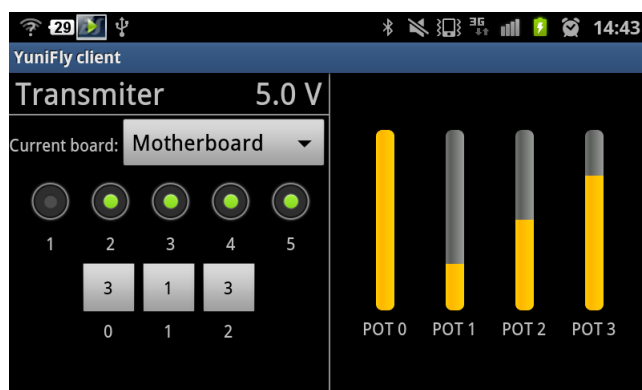 29 3G 14:43
YuniFly client
Transmiter 5.0 V
Current board: Motherboard
1 2 3 4 5
3 1 3
0 1 2
POT 0 POT 1 POT 2 POT 3